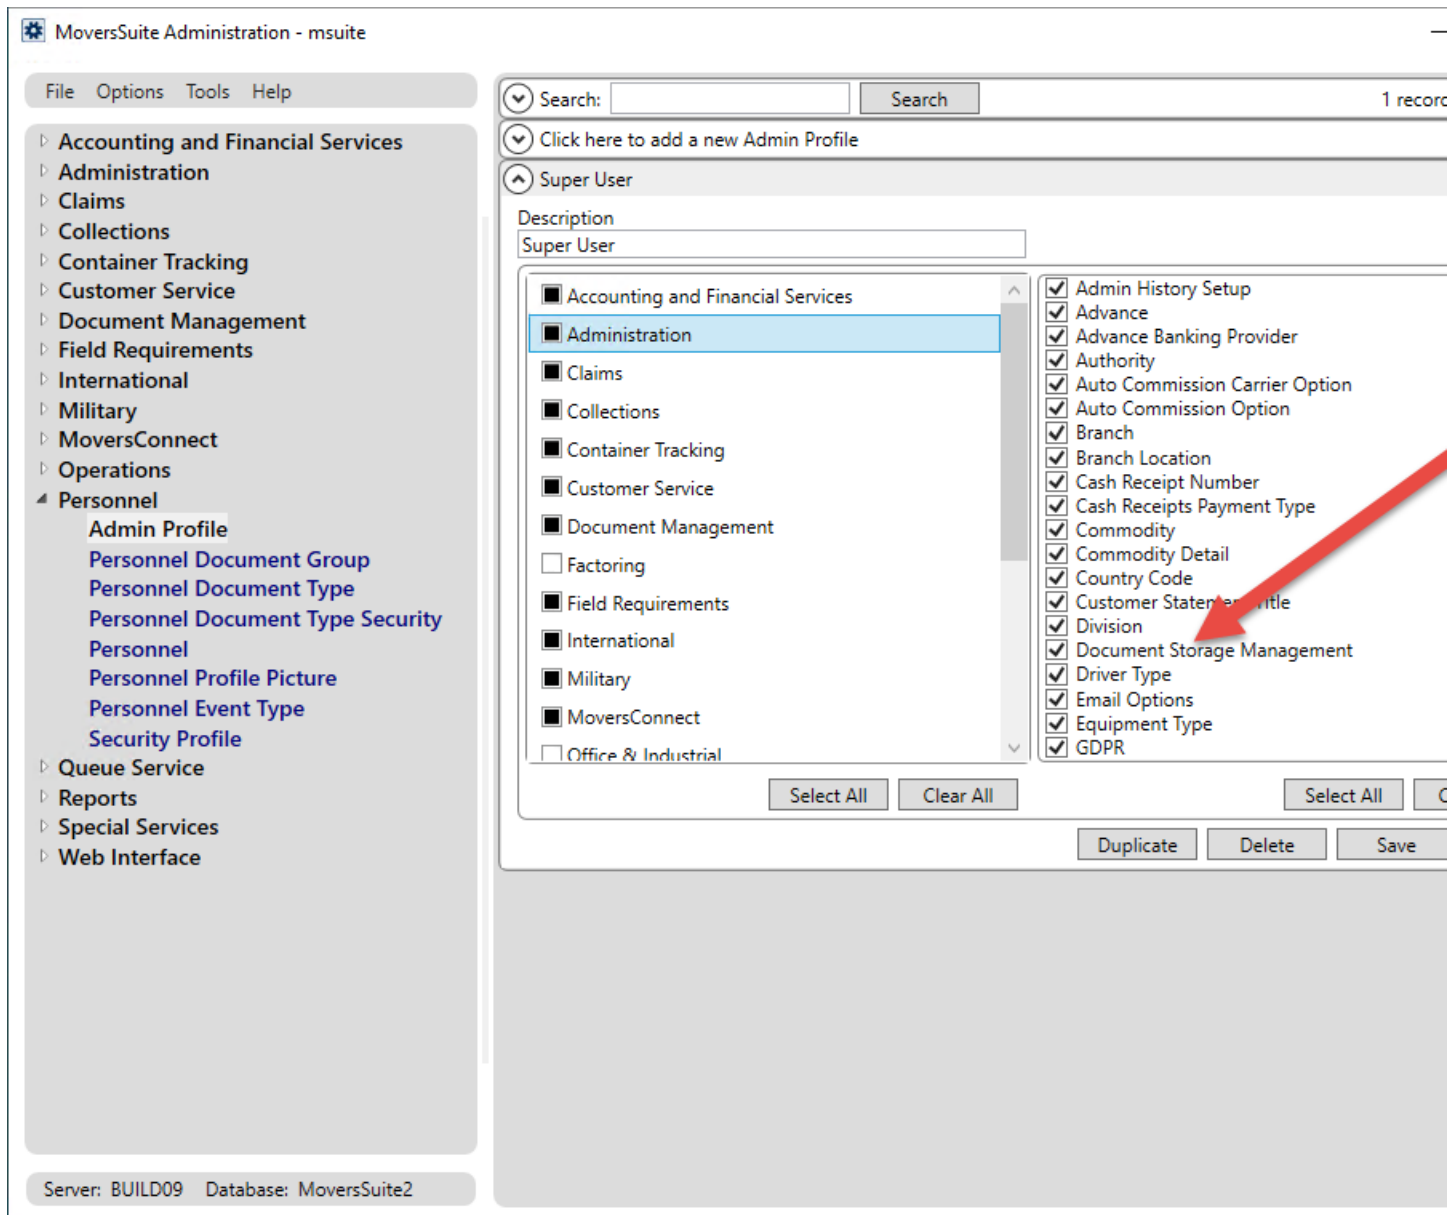 MoversSuite Administration - msuite
File Options Tools Help
Accounting and Financial Services
Administration
Claims
Collections
Container Tracking
Customer Service
Document Management
Field Requirements
International
Military
MoversConnect
Operations
Personnel
Admin Profile
Personnel Document Group
Personnel Document Type
Personnel Document Type Security
Personnel
Personnel Profile Picture
Personnel Event Type
Security Profile
Queue Service
Reports
Special Services
Web Interface
Server: BUILD09 Database: MoversSuite2
Search: Search 1 record
Click here to add a new Admin Profile
Super User
Description
Super User
Accounting and Financial Services
Administration
Claims
Collections
Container Tracking
Customer Service
Document Management
Factoring
Field Requirements
International
Military
MoversConnect
Office & Industrial
Select All Clear All
Admin History Setup
Advance
Advance Banking Provider
Authority
Auto Commission Carrier Option
Auto Commission Option
Branch
Branch Location
Cash Receipt Number
Cash Receipts Payment Type
Commodity
Commodity Detail
Country Code
Customer Statement Title
Division
Document Storage Management
Driver Type
Email Options
Equipment Type
GDPR
Select All
Duplicate Delete Save